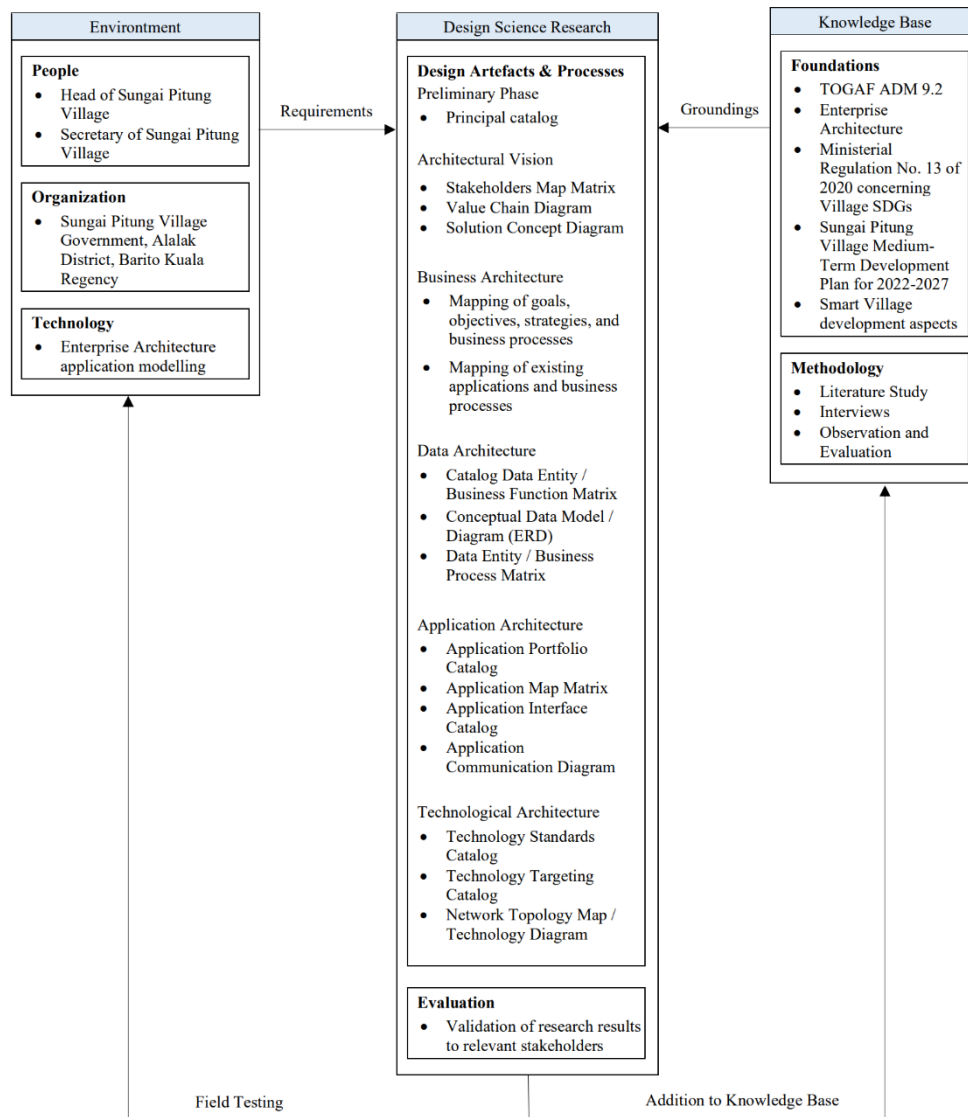 Environtment
People
• Head of Sungai Pitung
Village
• Secretary of Sungai Pitung
Village
Organization
• Sungai Pitung Village
Government, Alalak
District, Barito Kuala
Regency
Technology
• Enterprise Architecture
application modelling
Requirements
Design Science Research
Design Artefacts & Processes
Preliminary Phase
• Principal catalog
Architectural Vision
• Stakeholders Map Matrix
• Value Chain Diagram
• Solution Concept Diagram
Business Architecture
• Mapping of goals,
objectives, strategies, and
business processes
• Mapping of existing
applications and business
processes
Data Architecture
• Catalog Data Entity /
Business Function Matrix
• Conceptual Data Model /
Diagram (ERD)
• Data Entity / Business
Process Matrix
Application Architecture
• Application Portfolio
Catalog
• Application Map Matrix
• Application Interface
Catalog
• Application
Communication Diagram
Technological Architecture
• Technology Standards
Catalog
• Technology Targeting
Catalog
• Network Topology Map /
Technology Diagram
Evaluation
• Validation of research results
to relevant stakeholders
Groundings
Knowledge Base
Foundations
• TOGAF ADM 9.2
• Enterprise
Architecture
• Ministerial
Regulation No. 13 of
2020 concerning
Village SDGs
• Sungai Pitung
Village Medium-
Term Development
Plan for 2022-2027
• Smart Village
development aspects
Methodology
• Literature Study
• Interviews
• Observation and
Evaluation
Field Testing
Addition to Knowledge Base